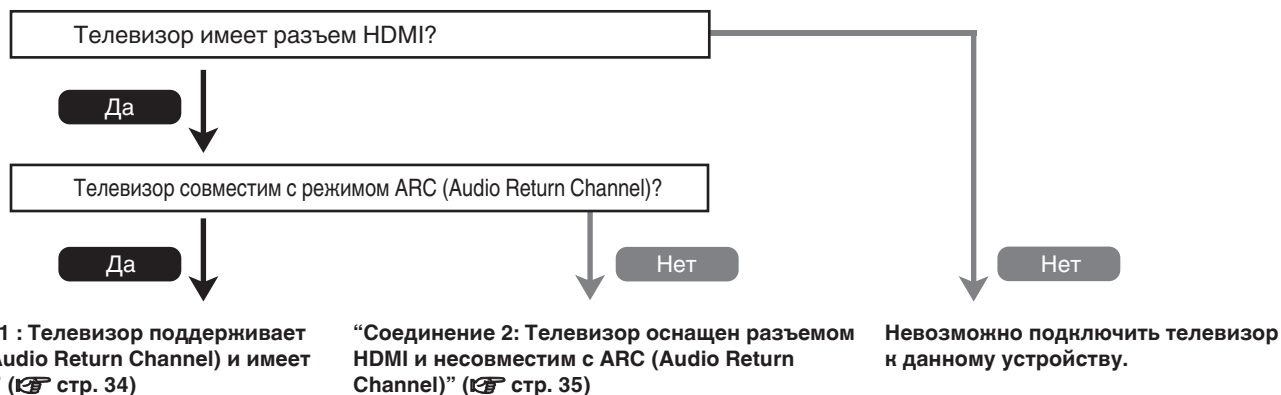 Телевизор имеет разъем HDMI?
Да
Телевизор совместим с режимом ARC (Audio Return Channel)?
Да
Нет
Нет
1 : Телевизор поддерживает
Audio Return Channel) и имеет
” (стр. 34)
“Соединение 2: Телевизор оснащен разъемом
HDMI и несовместим с ARC (Audio Return
Channel)” (стр. 35)
Невозможно подключить телевизор
к данному устройству.